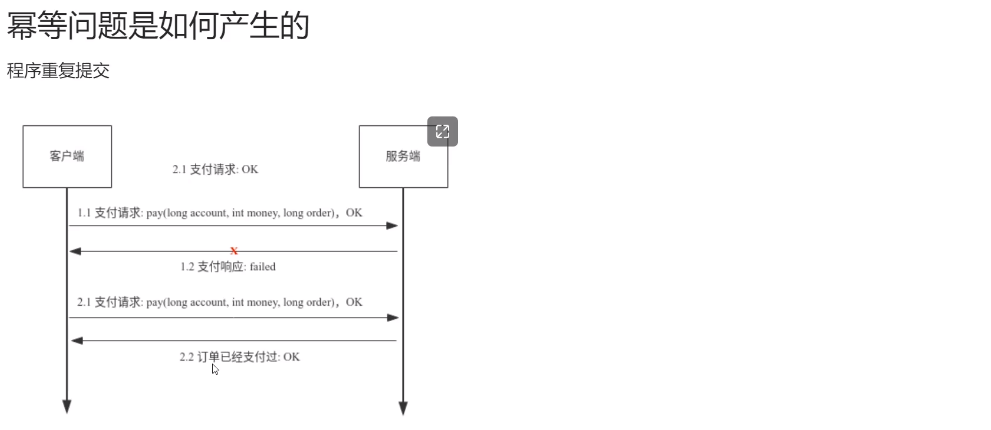 幂等问题是如何产生的
程序重复提交
客户端
服务端
2.1 支付请求: OK
1.1 支付请求: pay(long account, int money, long order)，OK
X
1.2 支付响应: failed
2.1 支付请求: pay(long account, int money, long order)，OK
2.2 订单已经支付过: OK